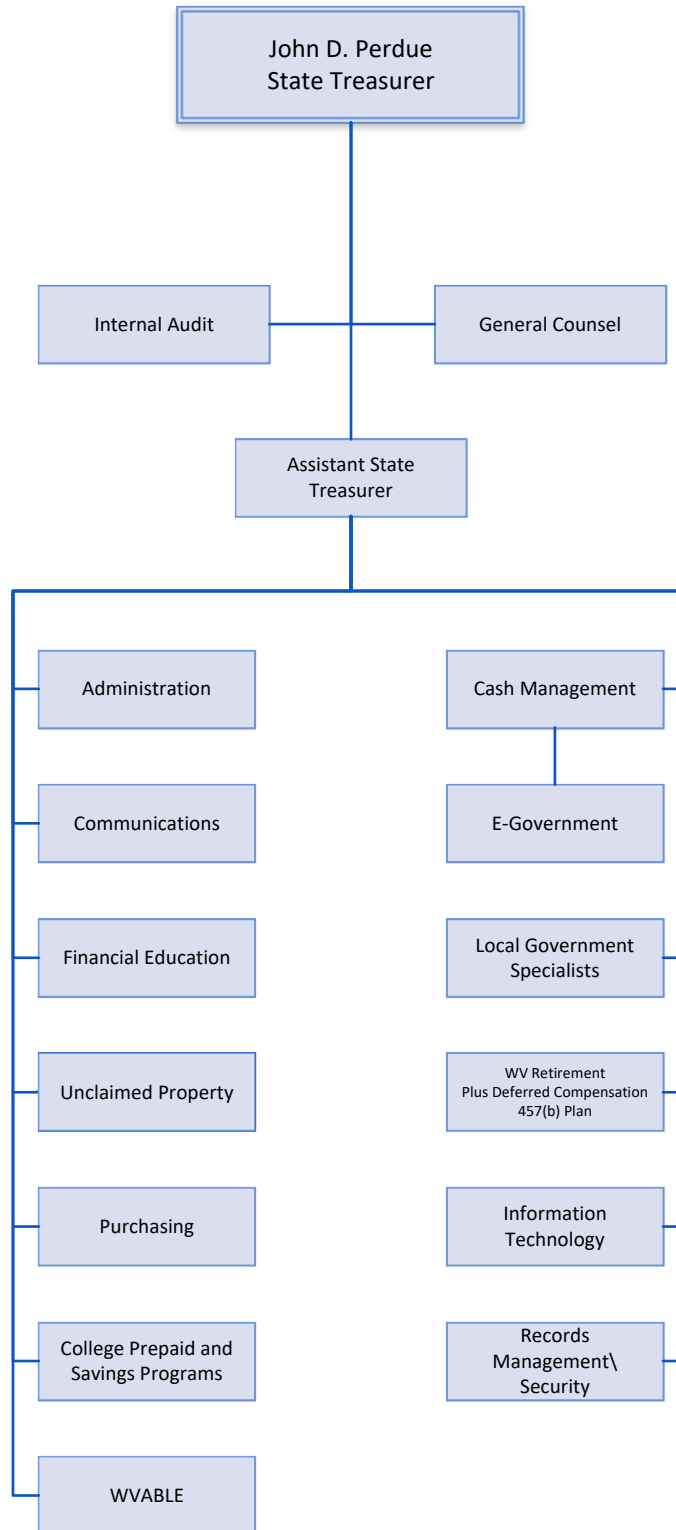 John D. Perdue
State Treasurer
Internal Audit
General Counsel
Assistant State
Treasurer
Administration
Cash Management
Communications
E-Government
Financial Education
Local Government
Specialists
Unclaimed Property
WV Retirement
Plus Deferred Compensation
457(b) Plan
Purchasing
Information
Technology
College Prepaid and
Savings Programs
Records
Management\
Security
WVABLE